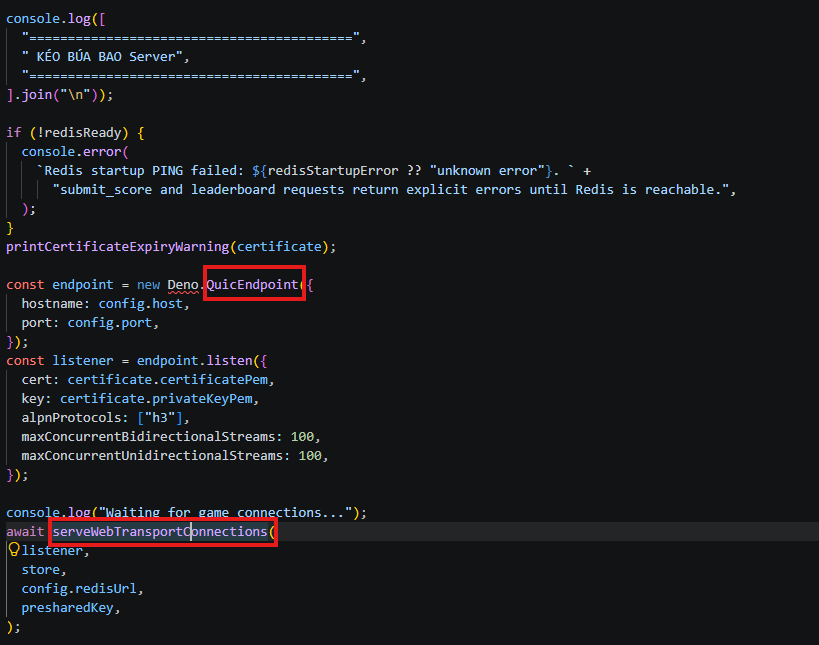 console.log([
  "==========================================",
  " KÉO BÚA BAO Server",
  "==========================================",
].join("\n"));
if (!redisReady) {
  console.error(
    `Redis startup PING failed: ${redisStartupError ?? "unknown error"}. ` +
      "submit_score and leaderboard requests return explicit errors until Redis is reachable.",
  );
}
printCertificateExpiryWarning(certificate);
const endpoint = new Deno.QuicEndpoint({
  hostname: config.host,
  port: config.port,
});
const listener = endpoint.listen({
  cert: certificate.certificatePem,
  key: certificate.privateKeyPem,
  alpnProtocols: ["h3"],
  maxConcurrentBidirectionalStreams: 100,
  maxConcurrentUnidirectionalStreams: 100,
});
console.log("Waiting for game connections...");
await serveWebTransportConnections(
  listener,
  store,
  config.redisUrl,
  presharedKey,
);